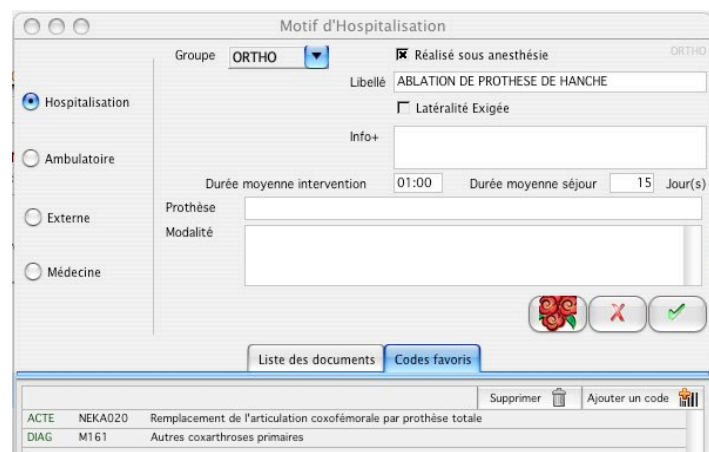 Motif d'Hospitalisation
Groupe ORTHO Réalisé sous anesthésie ORTHO
Libellé ABLATION DE PROTHESE DE HANCHE
Hospitalisation Latéralité Exigée
Info+
Ambulatoire
Durée moyenne intervention 01:00 Durée moyenne séjour 15 Jour(s)
Prothèse
Externe
Modalité
Médecine
Liste des documents Codes favoris
Supprimer Ajouter un code
ACTE NEKA020 Remplacement de l'articulation coxofémorale par prothèse totale
DIAG M161 Autres coxarthroses primaires